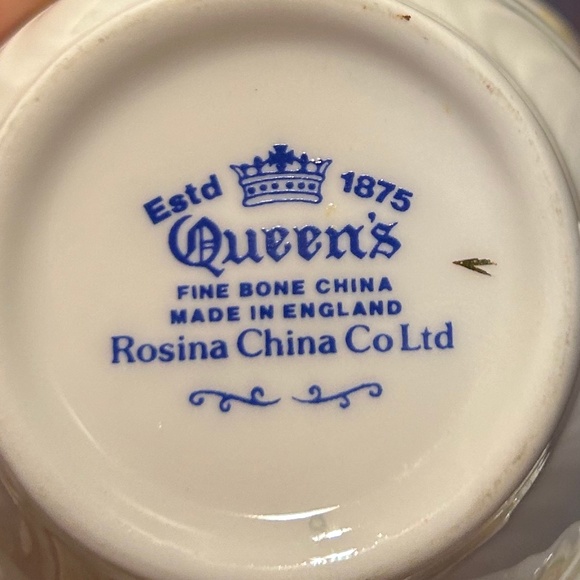 Estd 1875
Queen's
FINE BONE CHINA
MADE IN ENGLAND
Rosina China Co Ltd